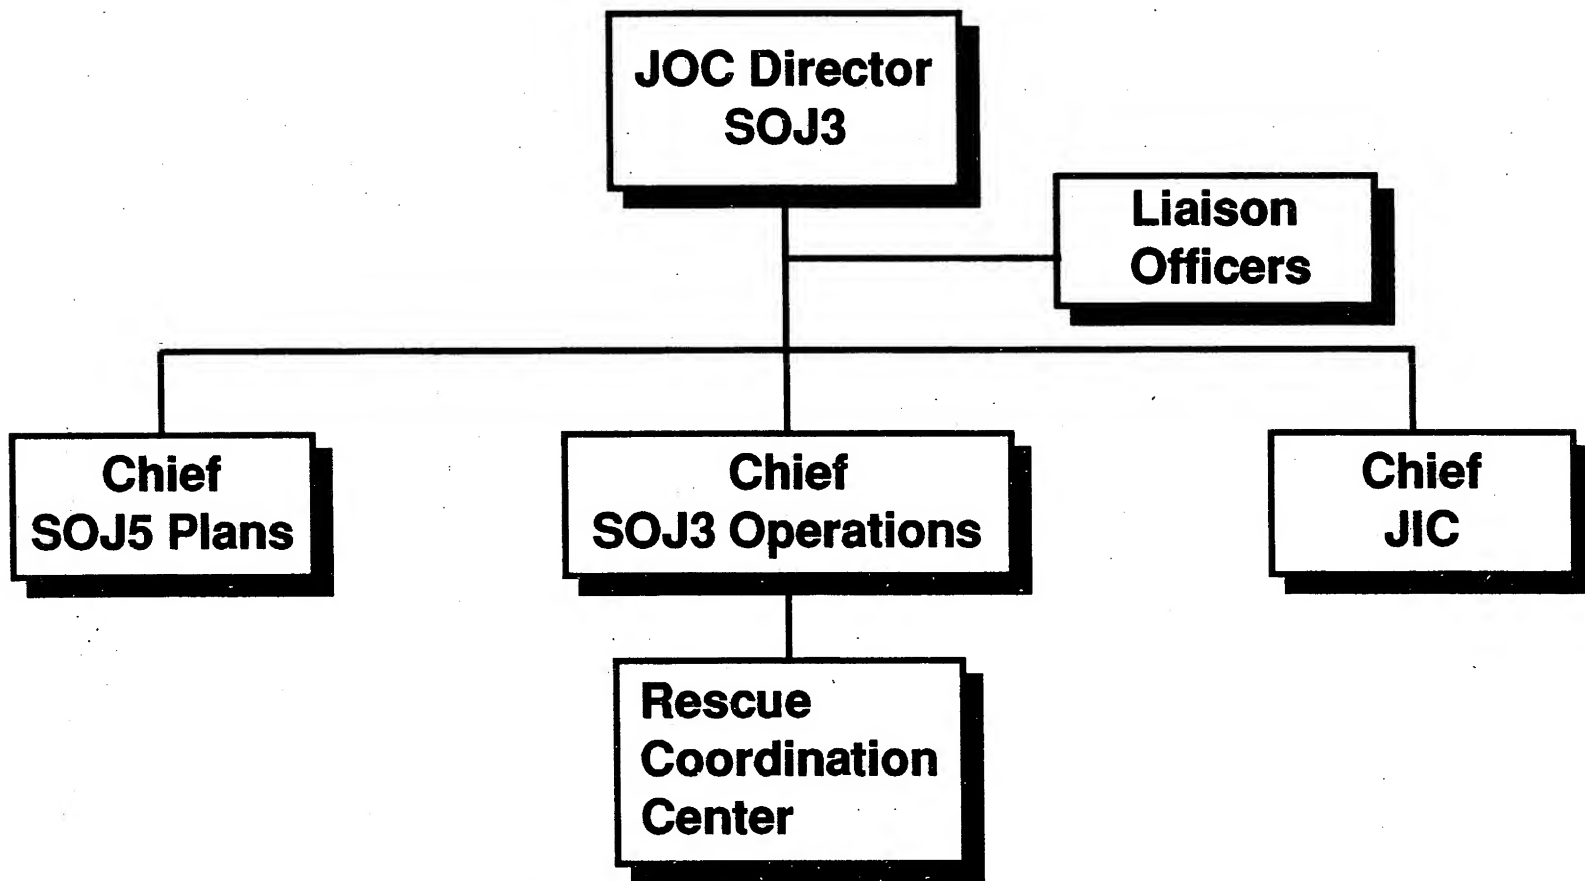 JOC Director
SOJ3
Liaison
Officers
Chief
SOJ5 Plans
Chief
SOJ3 Operations
Chief
JIC
Rescue
Coordination
Center